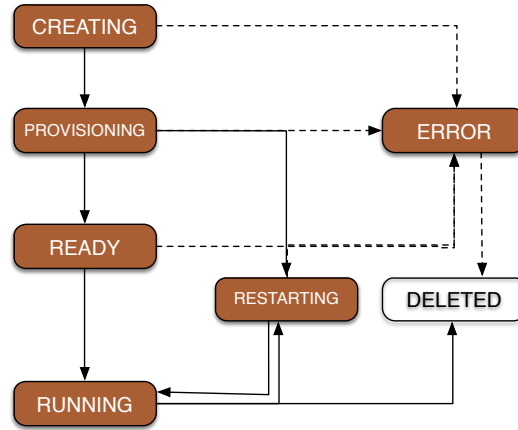 CREATING
PROVISIONING
ERROR
READY
RESTARTING
DELETED
RUNNING